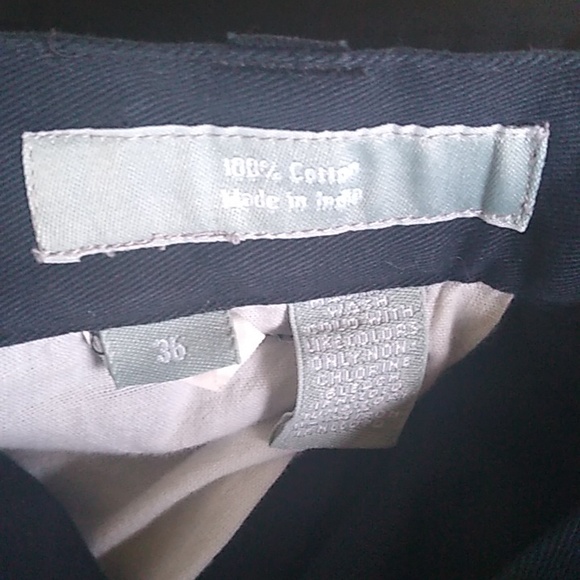 100% Cotton
Made in India
36
WASH
COLD WITH
LIKE COLORS
ONLY NON-
CHLORINE